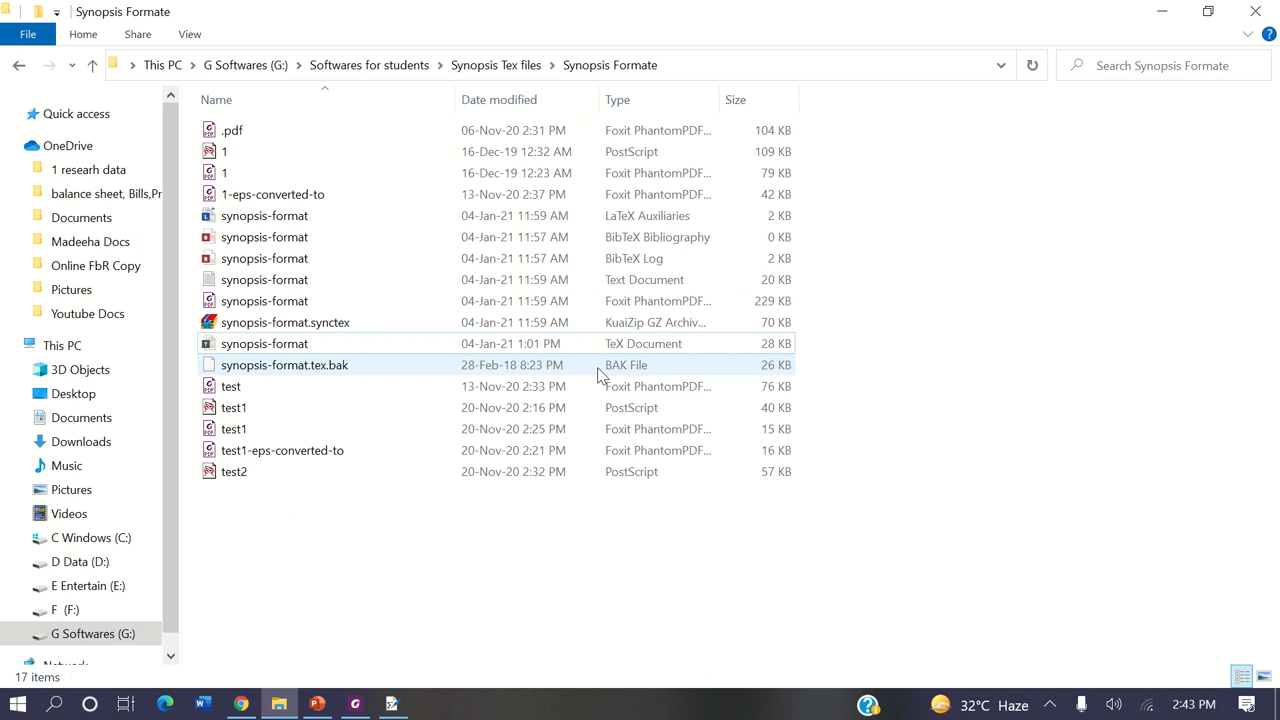 Synopsis Formate
File Home Share View
This PC G Softwares (G:) Softwares for students Synopsis Tex files Synopsis Formate Search Synopsis Formate
Name Date modified Type Size
Quick access
OneDrive
1 researh data
balance sheet, Bills,Pr
Documents
Madeeha Docs
Online FbR Copy
Pictures
Youtube Docs
This PC
3D Objects
Desktop
Documents
Downloads
Music
Pictures
Videos
C Windows (C:)
D Data (D:)
E Entertain (E:)
F (F:)
G Softwares (G:)
Network
.pdf 06-Nov-20 2:31 PM Foxit PhantomPDF... 104 KB
1 16-Dec-19 12:32 AM PostScript 109 KB
1 16-Dec-19 12:23 AM Foxit PhantomPDF... 79 KB
1-eps-converted-to 13-Nov-20 2:37 PM Foxit PhantomPDF... 42 KB
synopsis-format 04-Jan-21 11:59 AM LaTeX Auxiliaries 2 KB
synopsis-format 04-Jan-21 11:57 AM BibTeX Bibliography 0 KB
synopsis-format 04-Jan-21 11:57 AM BibTeX Log 2 KB
synopsis-format 04-Jan-21 11:59 AM Text Document 20 KB
synopsis-format 04-Jan-21 11:59 AM Foxit PhantomPDF... 229 KB
synopsis-format.synctex 04-Jan-21 11:59 AM KuaiZip GZ Archiv... 70 KB
synopsis-format 04-Jan-21 1:01 PM TeX Document 28 KB
synopsis-format.tex.bak 28-Feb-18 8:23 PM BAK File 26 KB
test 13-Nov-20 2:33 PM Foxit PhantomPDF... 76 KB
test1 20-Nov-20 2:16 PM PostScript 40 KB
test1 20-Nov-20 2:25 PM Foxit PhantomPDF... 15 KB
test1-eps-converted-to 20-Nov-20 2:21 PM Foxit PhantomPDF... 16 KB
test2 20-Nov-20 2:32 PM PostScript 57 KB
17 items
32°C Haze 2:43 PM